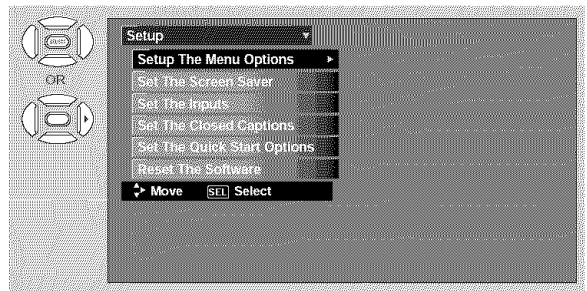 Setup
Setup The Menu Options
Set The Screen Saver
Set The Inputs
Set The Closed Captions
Set The Quick Start Options
Reset The Software
Move SEL Select
OR